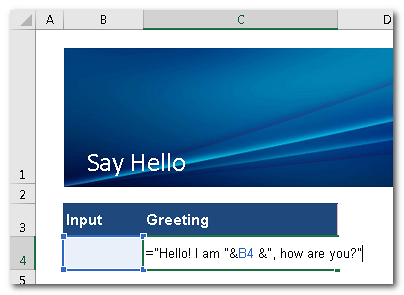 A B C D
1 Say Hello
2
3 Input Greeting
4 ="Hello! I am "&B4 &", how are you?"
5